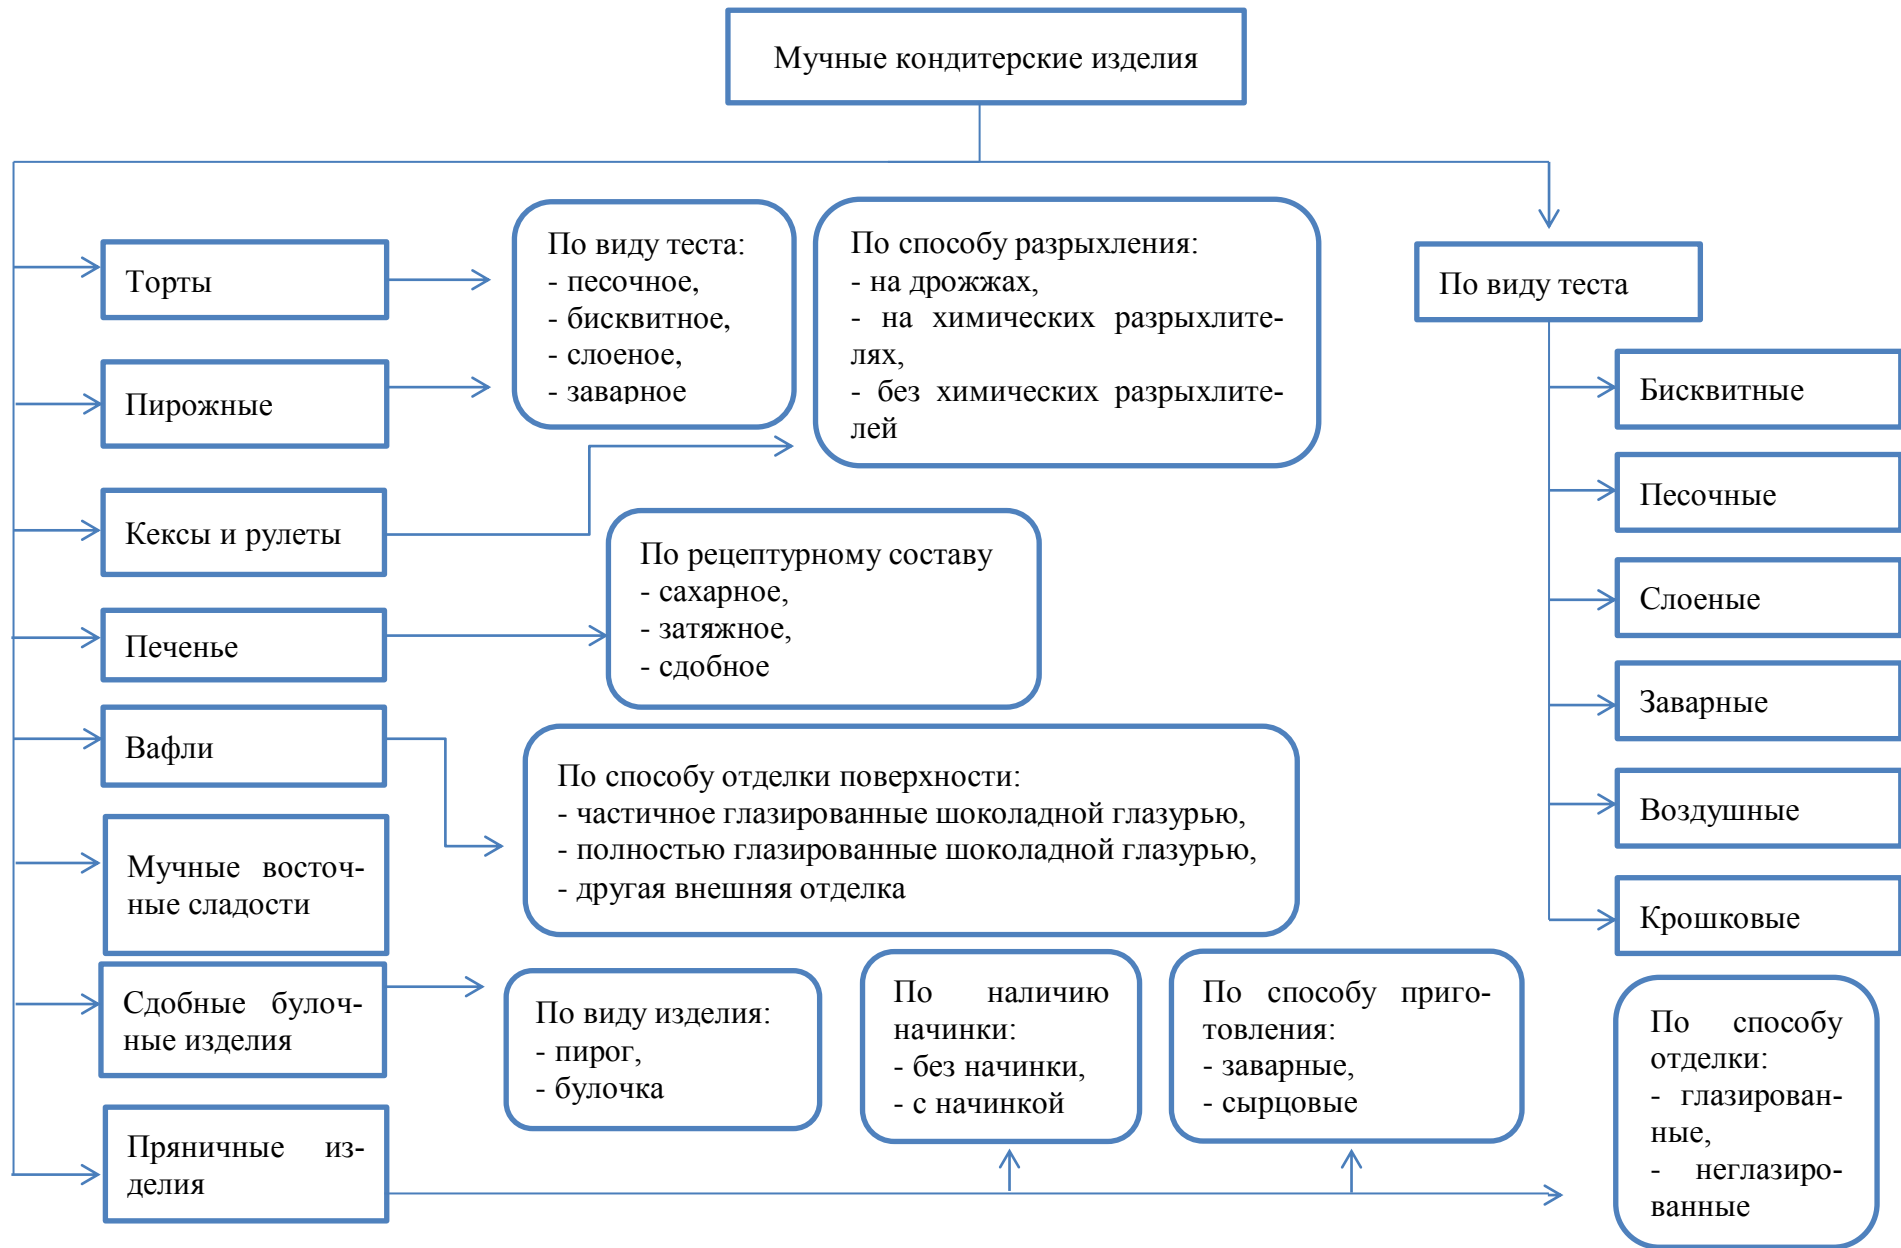 Мучные кондитерские изделия
Торты
Пирожные
Кексы и рулеты
Печенье
Вафли
Мучные восточ-
ные сладости
Сдобные булоч-
ные изделия
Пряничные из-
делия
По виду теста:
- песочное,
- бисквитное,
- слоеное,
- заварное
По способу разрыхления:
- на дрожжах,
- на химических разрыхлите-
лях,
- без химических разрыхлите-
лей
По рецептурному составу
- сахарное,
- затяжное,
- сдобное
По способу отделки поверхности:
- частичное глазированные шоколадной глазурью,
- полностью глазированные шоколадной глазурью,
- другая внешняя отделка
По виду изделия:
- пирог,
- булочка
По наличию
начинки:
- без начинки,
- с начинкой
По способу приго-
товления:
- заварные,
- сырцовые
По способу
отделки:
- глазирован-
ные,
- неглазиро-
ванные
По виду теста
Бисквитные
Песочные
Слоеные
Заварные
Воздушные
Крошковые